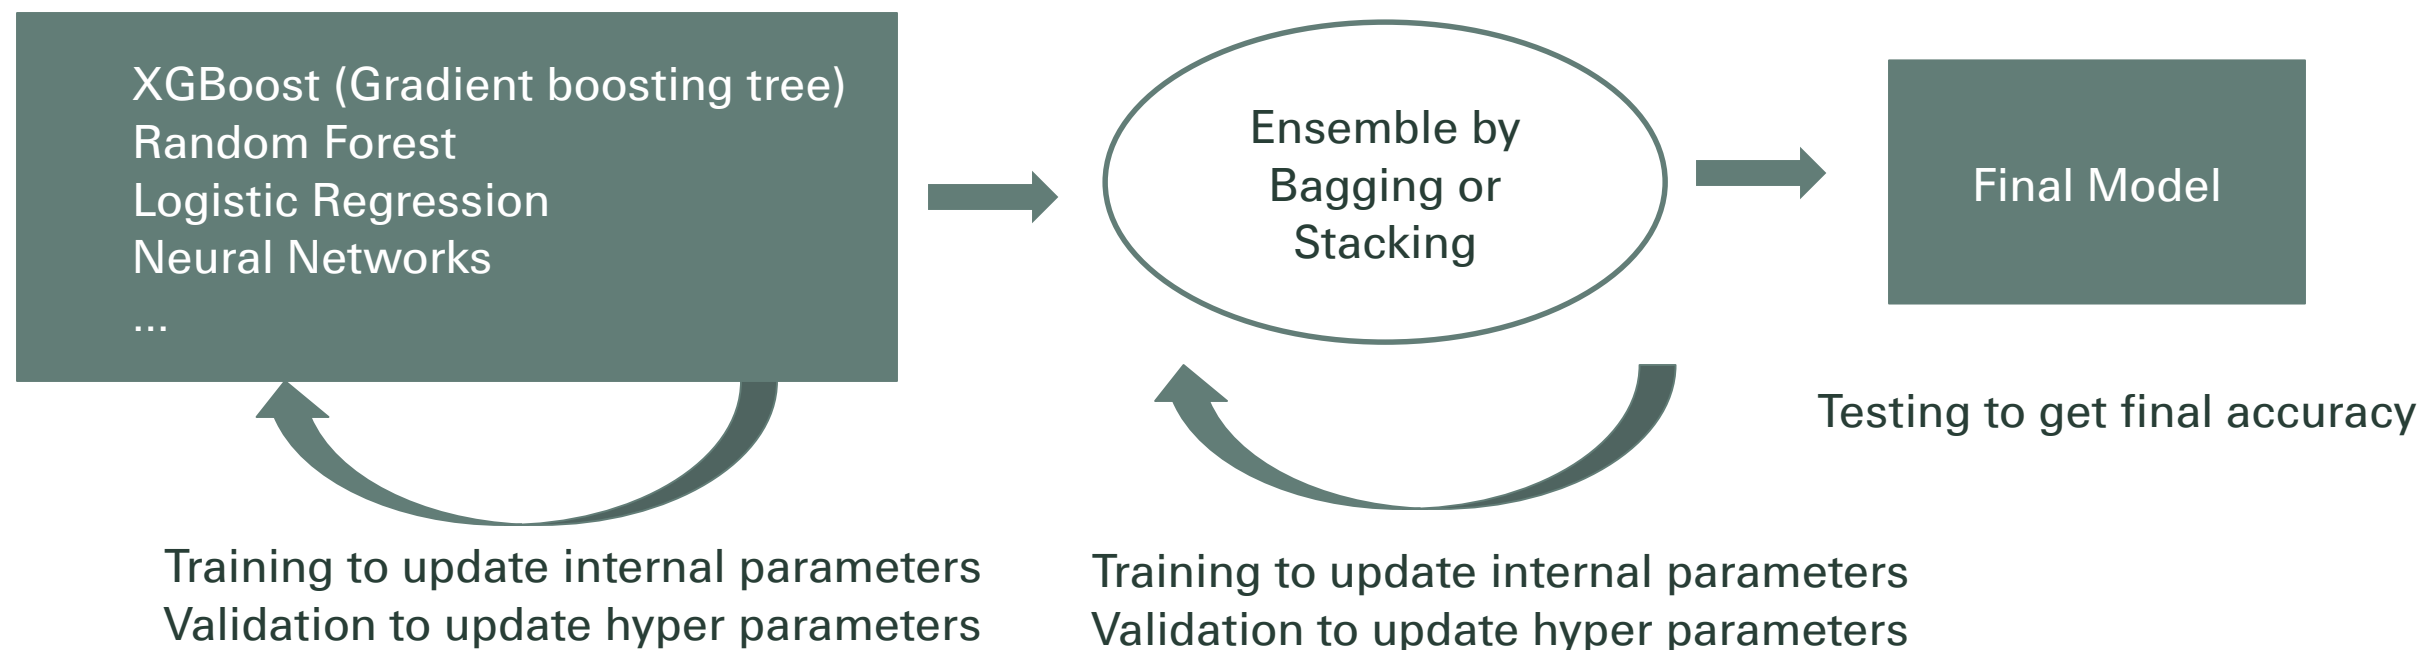 XGBoost (Gradient boosting tree)
Random Forest
Logistic Regression
Neural Networks
...
Ensemble by
Bagging or
Stacking
Final Model
Testing to get final accuracy
Training to update internal parameters
Validation to update hyper parameters
Training to update internal parameters
Validation to update hyper parameters